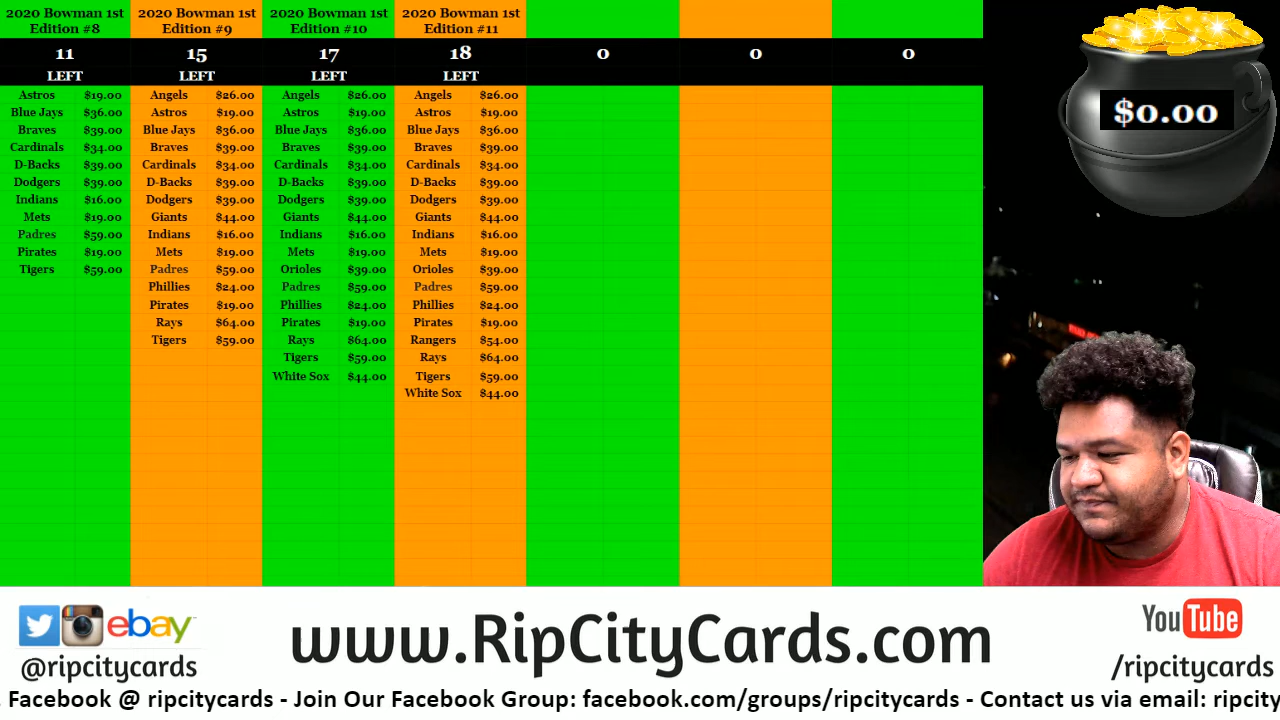 2020 Bowman 1st
Edition #8
11
LEFT
Astros $19.00
Blue Jays $36.00
Braves $39.00
Cardinals $34.00
D-Backs $39.00
Dodgers $39.00
Indians $16.00
Mets $19.00
Padres $59.00
Pirates $19.00
Tigers $59.00
2020 Bowman 1st
Edition #9
15
LEFT
Angels $26.00
Astros $19.00
Blue Jays $36.00
Braves $39.00
Cardinals $34.00
D-Backs $39.00
Dodgers $39.00
Giants $44.00
Indians $16.00
Mets $19.00
Padres $59.00
Phillies $24.00
Pirates $19.00
Rays $64.00
Tigers $59.00
2020 Bowman 1st
Edition #10
17
LEFT
Angels $26.00
Astros $19.00
Blue Jays $36.00
Braves $39.00
Cardinals $34.00
D-Backs $39.00
Dodgers $39.00
Giants $44.00
Indians $16.00
Mets $19.00
Orioles $39.00
Padres $59.00
Phillies $24.00
Pirates $19.00
Rays $64.00
Tigers $59.00
White Sox $44.00
2020 Bowman 1st
Edition #11
18
LEFT
Angels $26.00
Astros $19.00
Blue Jays $36.00
Braves $39.00
Cardinals $34.00
D-Backs $39.00
Dodgers $39.00
Giants $44.00
Indians $16.00
Mets $19.00
Orioles $39.00
Padres $59.00
Phillies $24.00
Pirates $19.00
Rangers $54.00
Rays $64.00
Tigers $59.00
White Sox $44.00
0
0
0
$0.00
ebay
@ripcitycards
www.RipCityCards.com
YouTube
/ripcitycards
. Facebook @ ripcitycards - Join Our Facebook Group: facebook.com/groups/ripcitycards - Contact us via email: ripcity